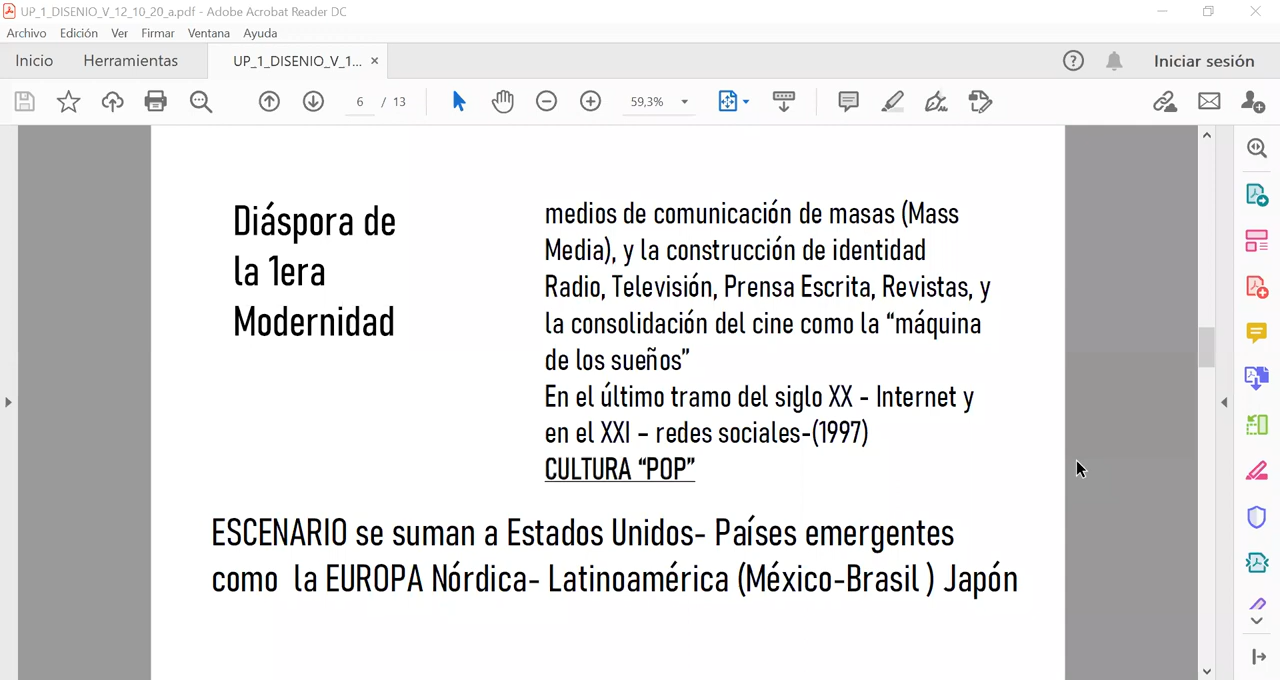 UP_1_DISENIO_V_12_10_20_a.pdf - Adobe Acrobat Reader DC
Archivo Edición Ver Firmar Ventana Ayuda
Inicio Herramientas UP_1_DISENIO_V_1... × Iniciar sesión
6 / 13 59,3%
Diáspora de
la 1era
Modernidad
medios de comunicación de masas (Mass
Media), y la construcción de identidad
Radio, Televisión, Prensa Escrita, Revistas, y
la consolidación del cine como la “máquina
de los sueños”
En el último tramo del siglo XX - Internet y
en el XXI – redes sociales-(1997)
CULTURA “POP”
ESCENARIO se suman a Estados Unidos- Países emergentes
como la EUROPA Nórdica- Latinoamérica (México-Brasil ) Japón